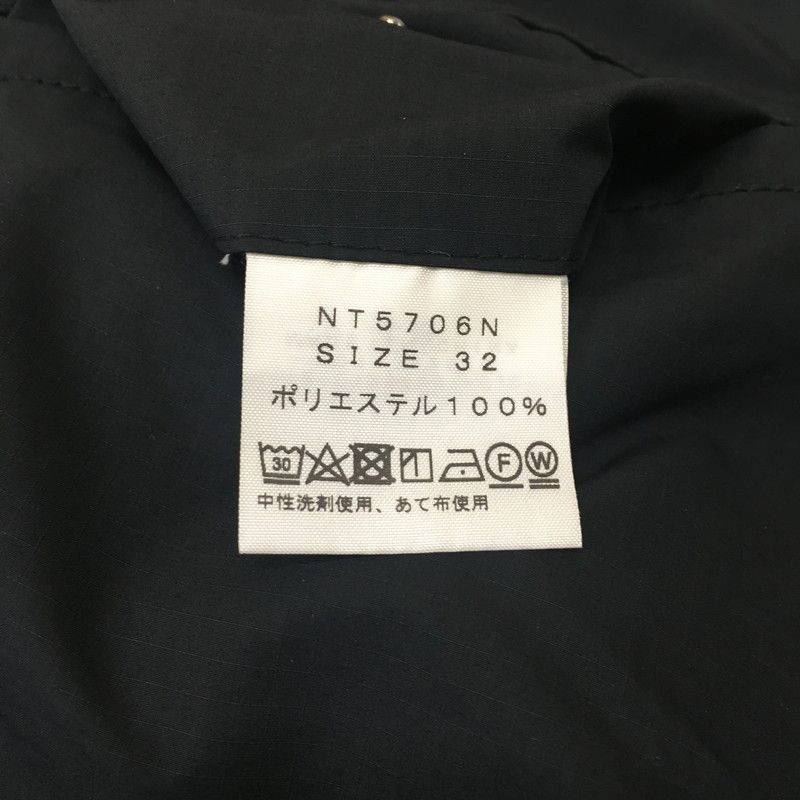 NT5706N
SIZE 32
ポリエステル100%
30 F W
中性洗剤使用、あて布使用